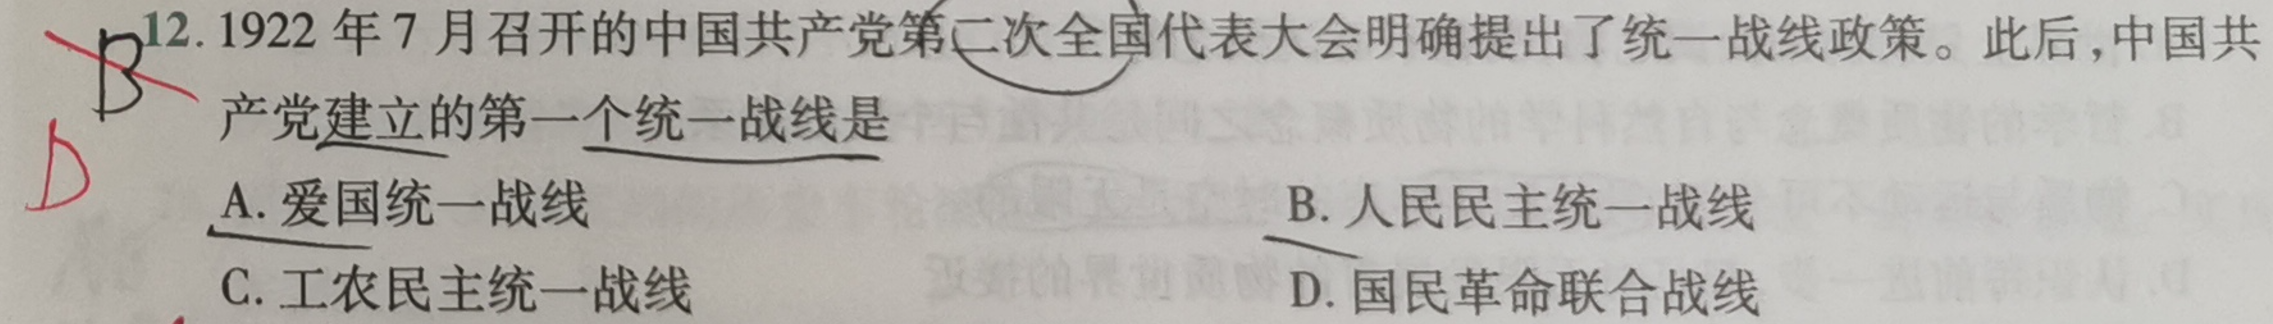 B
12. 1922 年 7 月召开的中国共产党第二次全国代表大会明确提出了统一战线政策。此后,中国共
产党建立的第一个统一战线是
D
A. 爱国统一战线
B. 人民民主统一战线
C. 工农民主统一战线
D. 国民革命联合战线